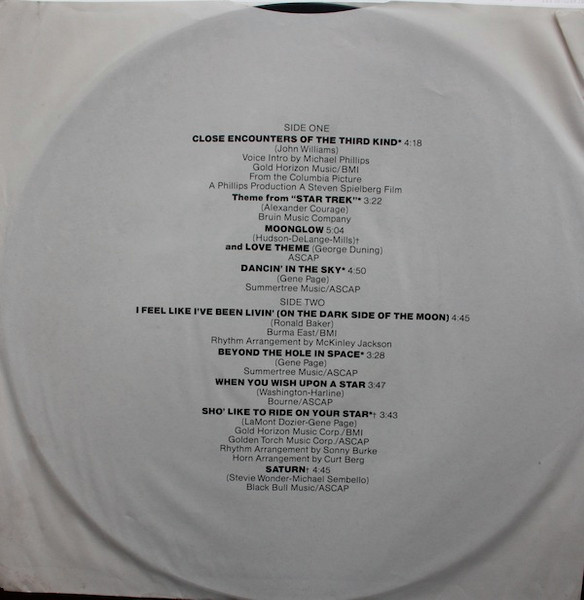 SIDE ONE
CLOSE ENCOUNTERS OF THE THIRD KIND* 4:18
(John Williams)
Voice Intro by Michael Phillips
Gold Horizon Music/BMI
From the Columbia Picture
A Phillips Production A Steven Spielberg Film
Theme from "STAR TREK"* 3:22
(Alexander Courage)
Bruin Music Company
MOONGLOW 5:04
(Hudson-DeLange-Mills)†
and LOVE THEME (George Duning)
ASCAP
DANCIN' IN THE SKY* 4:50
(Gene Page)
Summertree Music/ASCAP
SIDE TWO
I FEEL LIKE I'VE BEEN LIVIN' (ON THE DARK SIDE OF THE MOON) 4:45
(Ronald Baker)
Burma East/BMI
Rhythm Arrangement by McKinley Jackson
BEYOND THE HOLE IN SPACE* 3:28
(Gene Page)
Summertree Music/ASCAP
WHEN YOU WISH UPON A STAR 3:47
(Washington-Harline)
Bourne/ASCAP
SHO' LIKE TO RIDE ON YOUR STAR*† 3:43
(LaMont Dozier-Gene Page)
Gold Horizon Music Corp./BMI
Golden Torch Music Corp./ASCAP
Rhythm Arrangement by Sonny Burke
Horn Arrangement by Curt Berg
SATURN† 4:45
(Stevie Wonder-Michael Sembello)
Black Bull Music/ASCAP